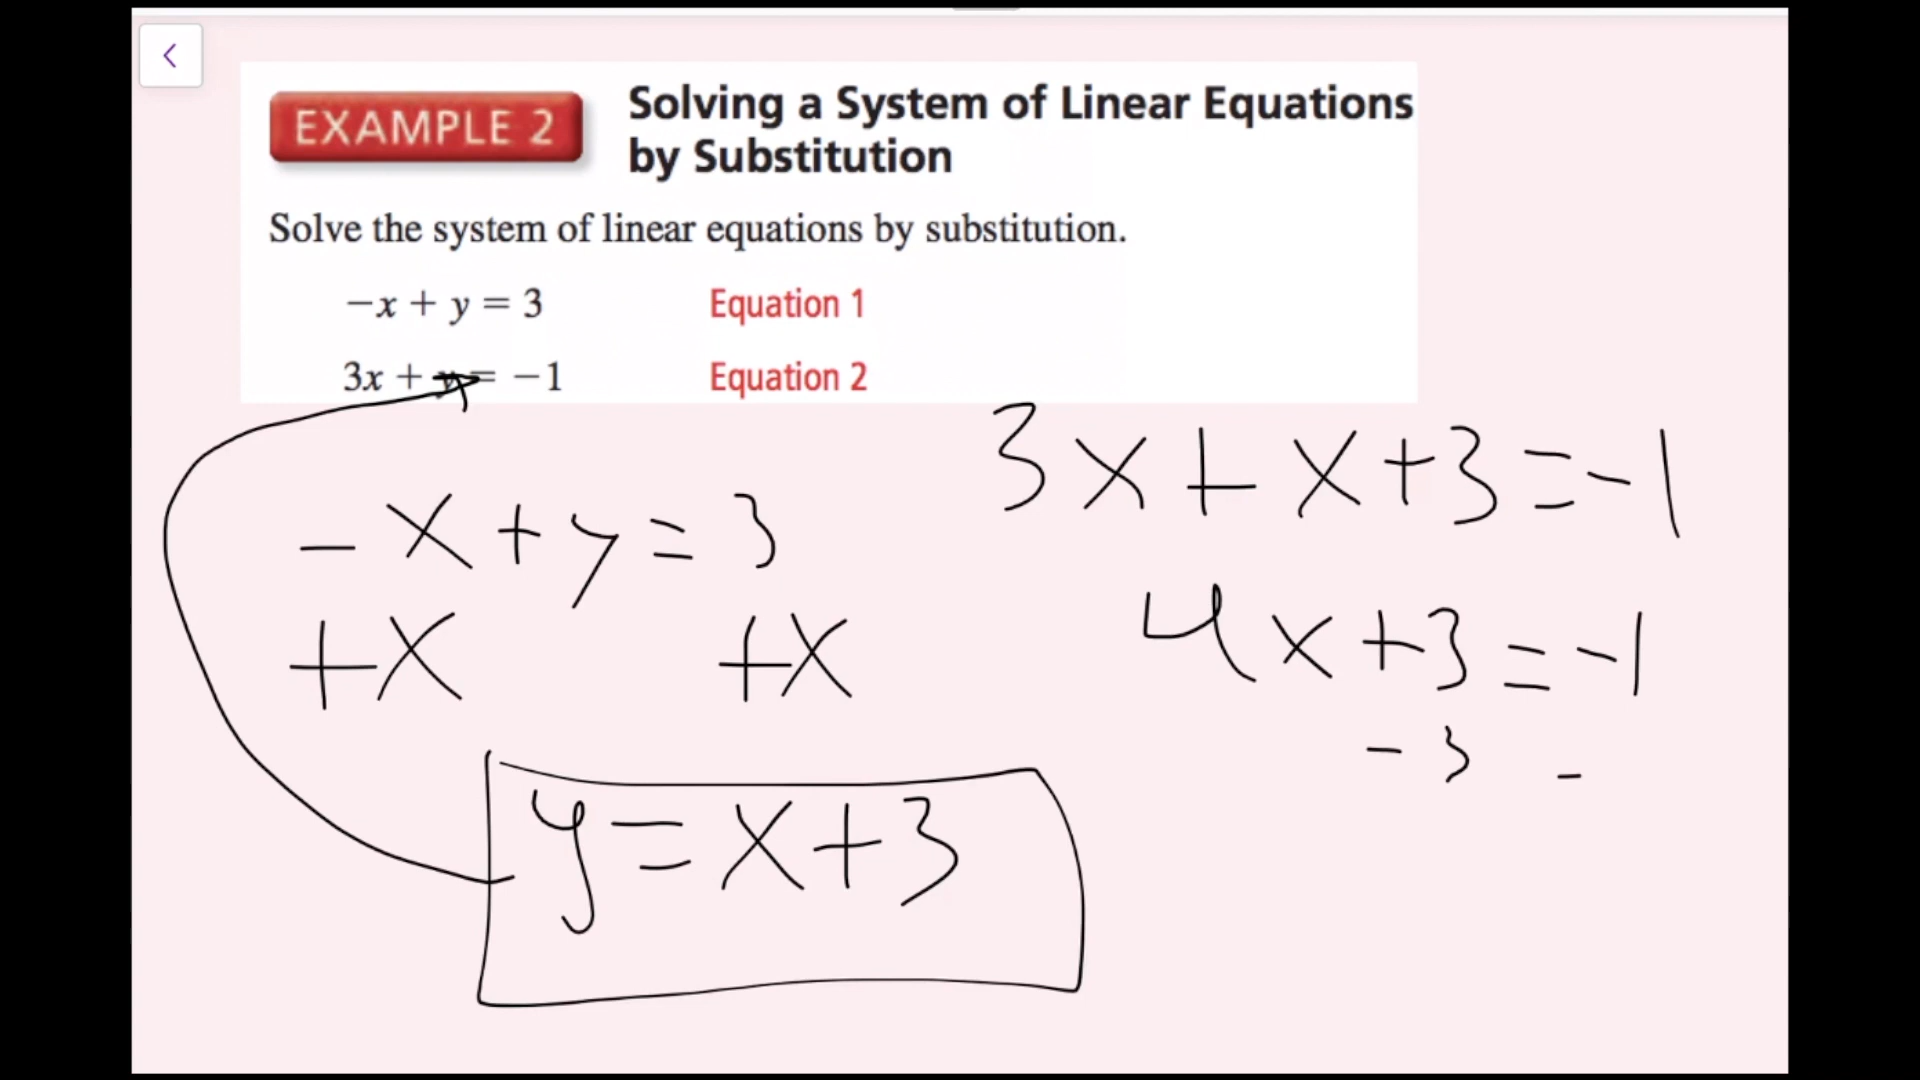 EXAMPLE 2
Solving a System of Linear Equations
by Substitution
Solve the system of linear equations by substitution.
−x + y = 3 Equation 1
3x + y = −1 Equation 2
-x+y=3
+x +x
y=x+3
3x+x+3=-1
4x+3=-1
-3 -